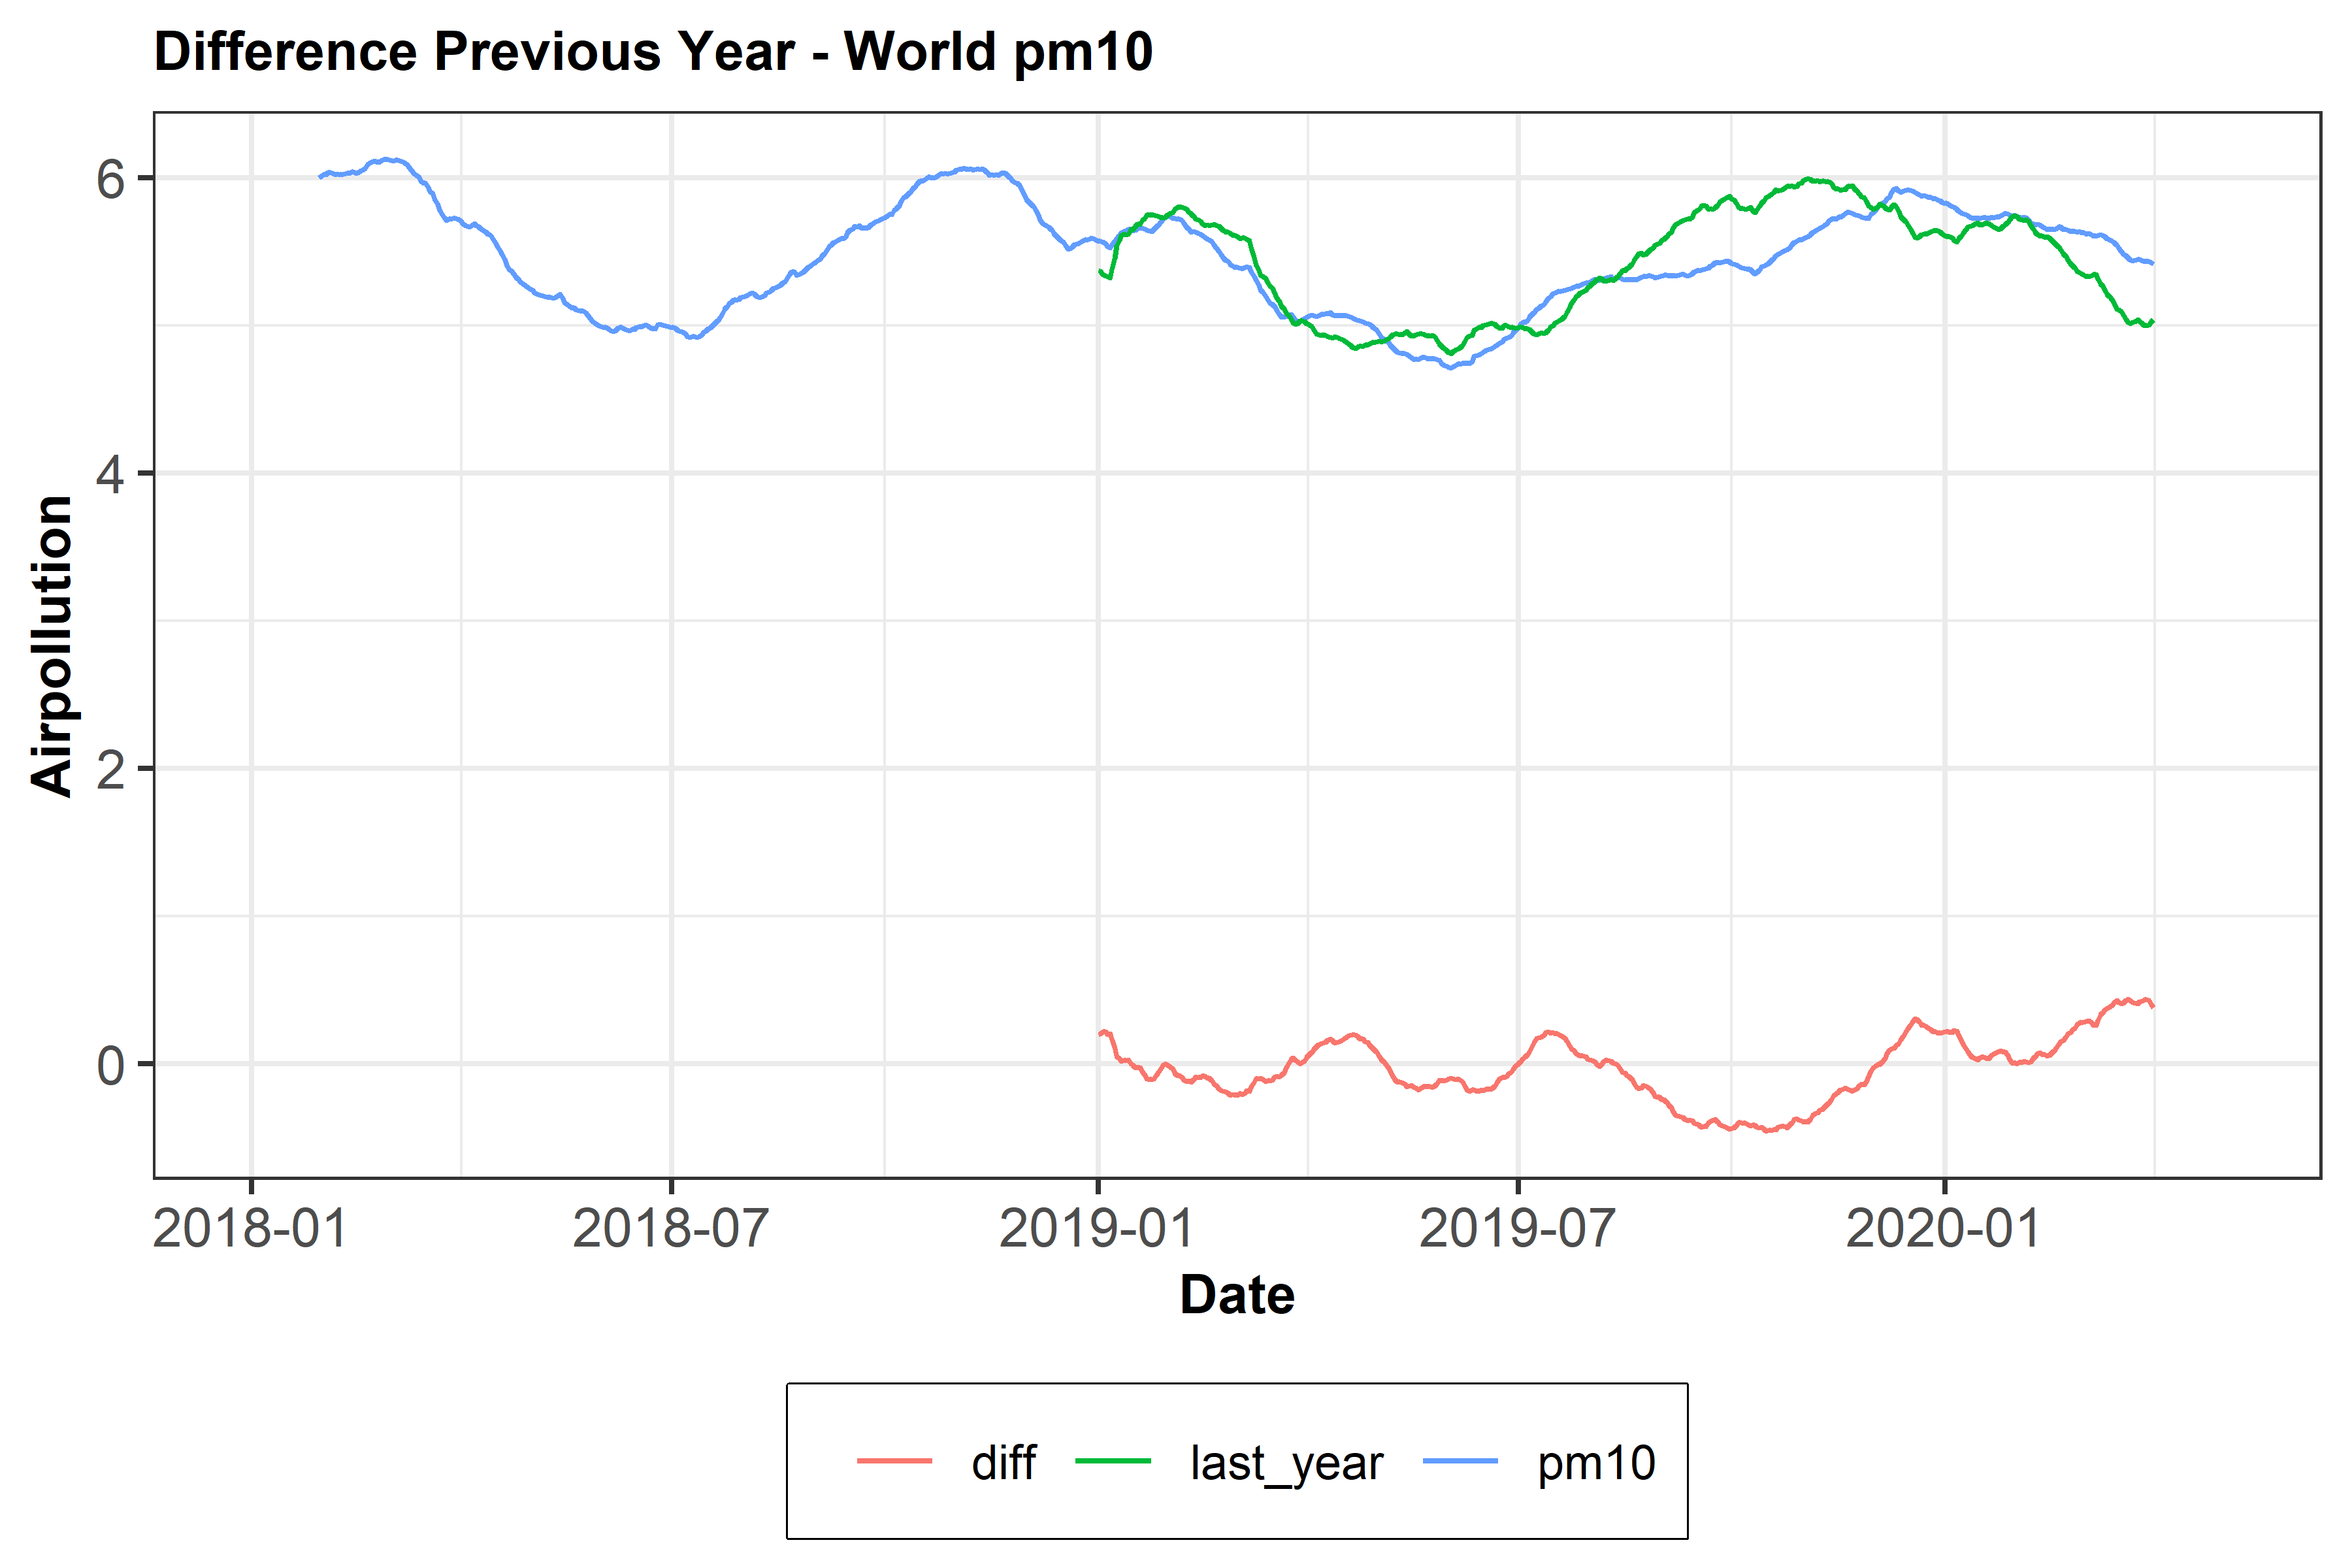 Difference Previous Year - World pm10
Airpollution
6
4
2
0
2018-01 2018-07 2019-01 2019-07 2020-01
Date
diff last_year pm10